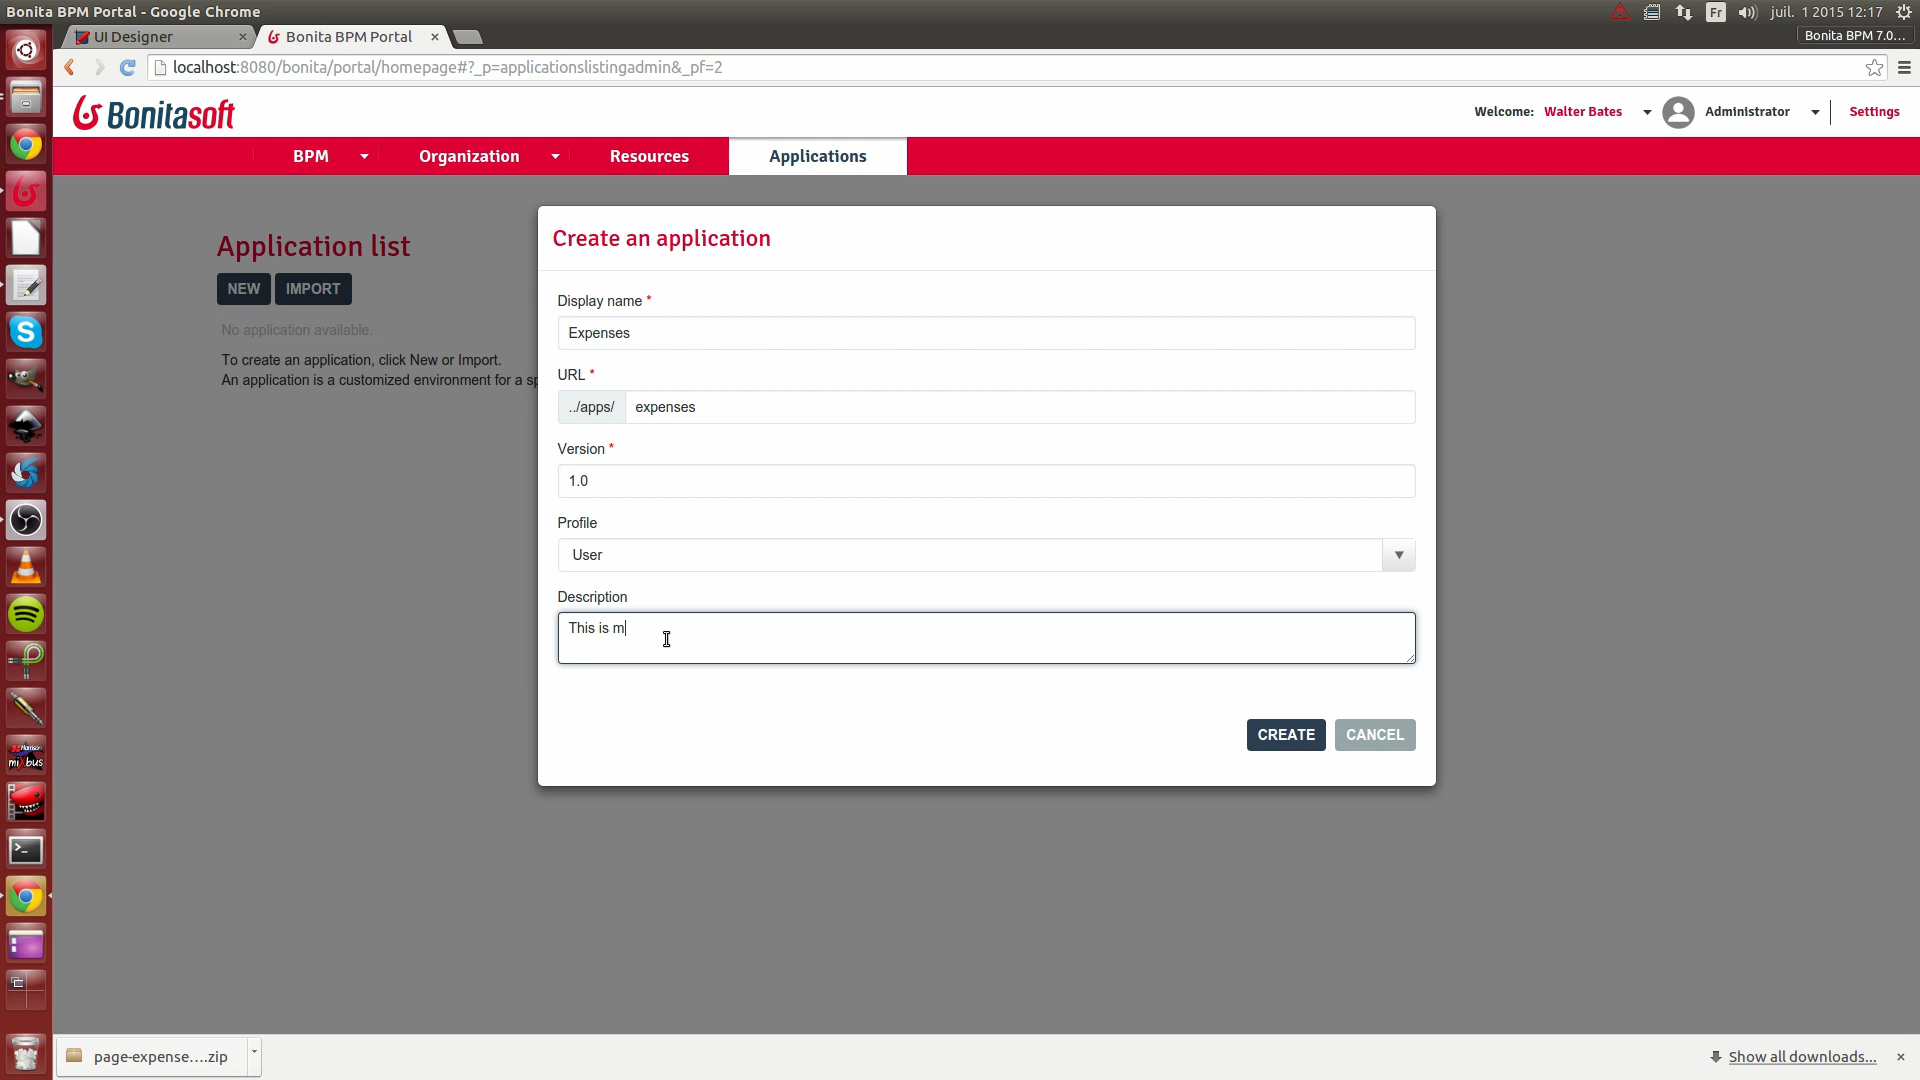 Bonita BPM Portal - Google Chrome
Fr
juil. 1 2015 12:17
UI Designer
Bonita BPM Portal
Bonita BPM 7.0...
localhost:8080/bonita/portal/homepage#?_p=applicationslistingadmin&_pf=2
Bonitasoft
Welcome: Walter Bates
Administrator
Settings
BPM
Organization
Resources
Applications
Application list
NEW
IMPORT
No application available.
To create an application, click New or Import.
An application is a customized environment for a sp
Create an application
Display name *
Expenses
URL *
../apps/
expenses
Version *
1.0
Profile
User
Description
This is m
CREATE
CANCEL
Harrison
mixbus
page-expense....zip
Show all downloads...